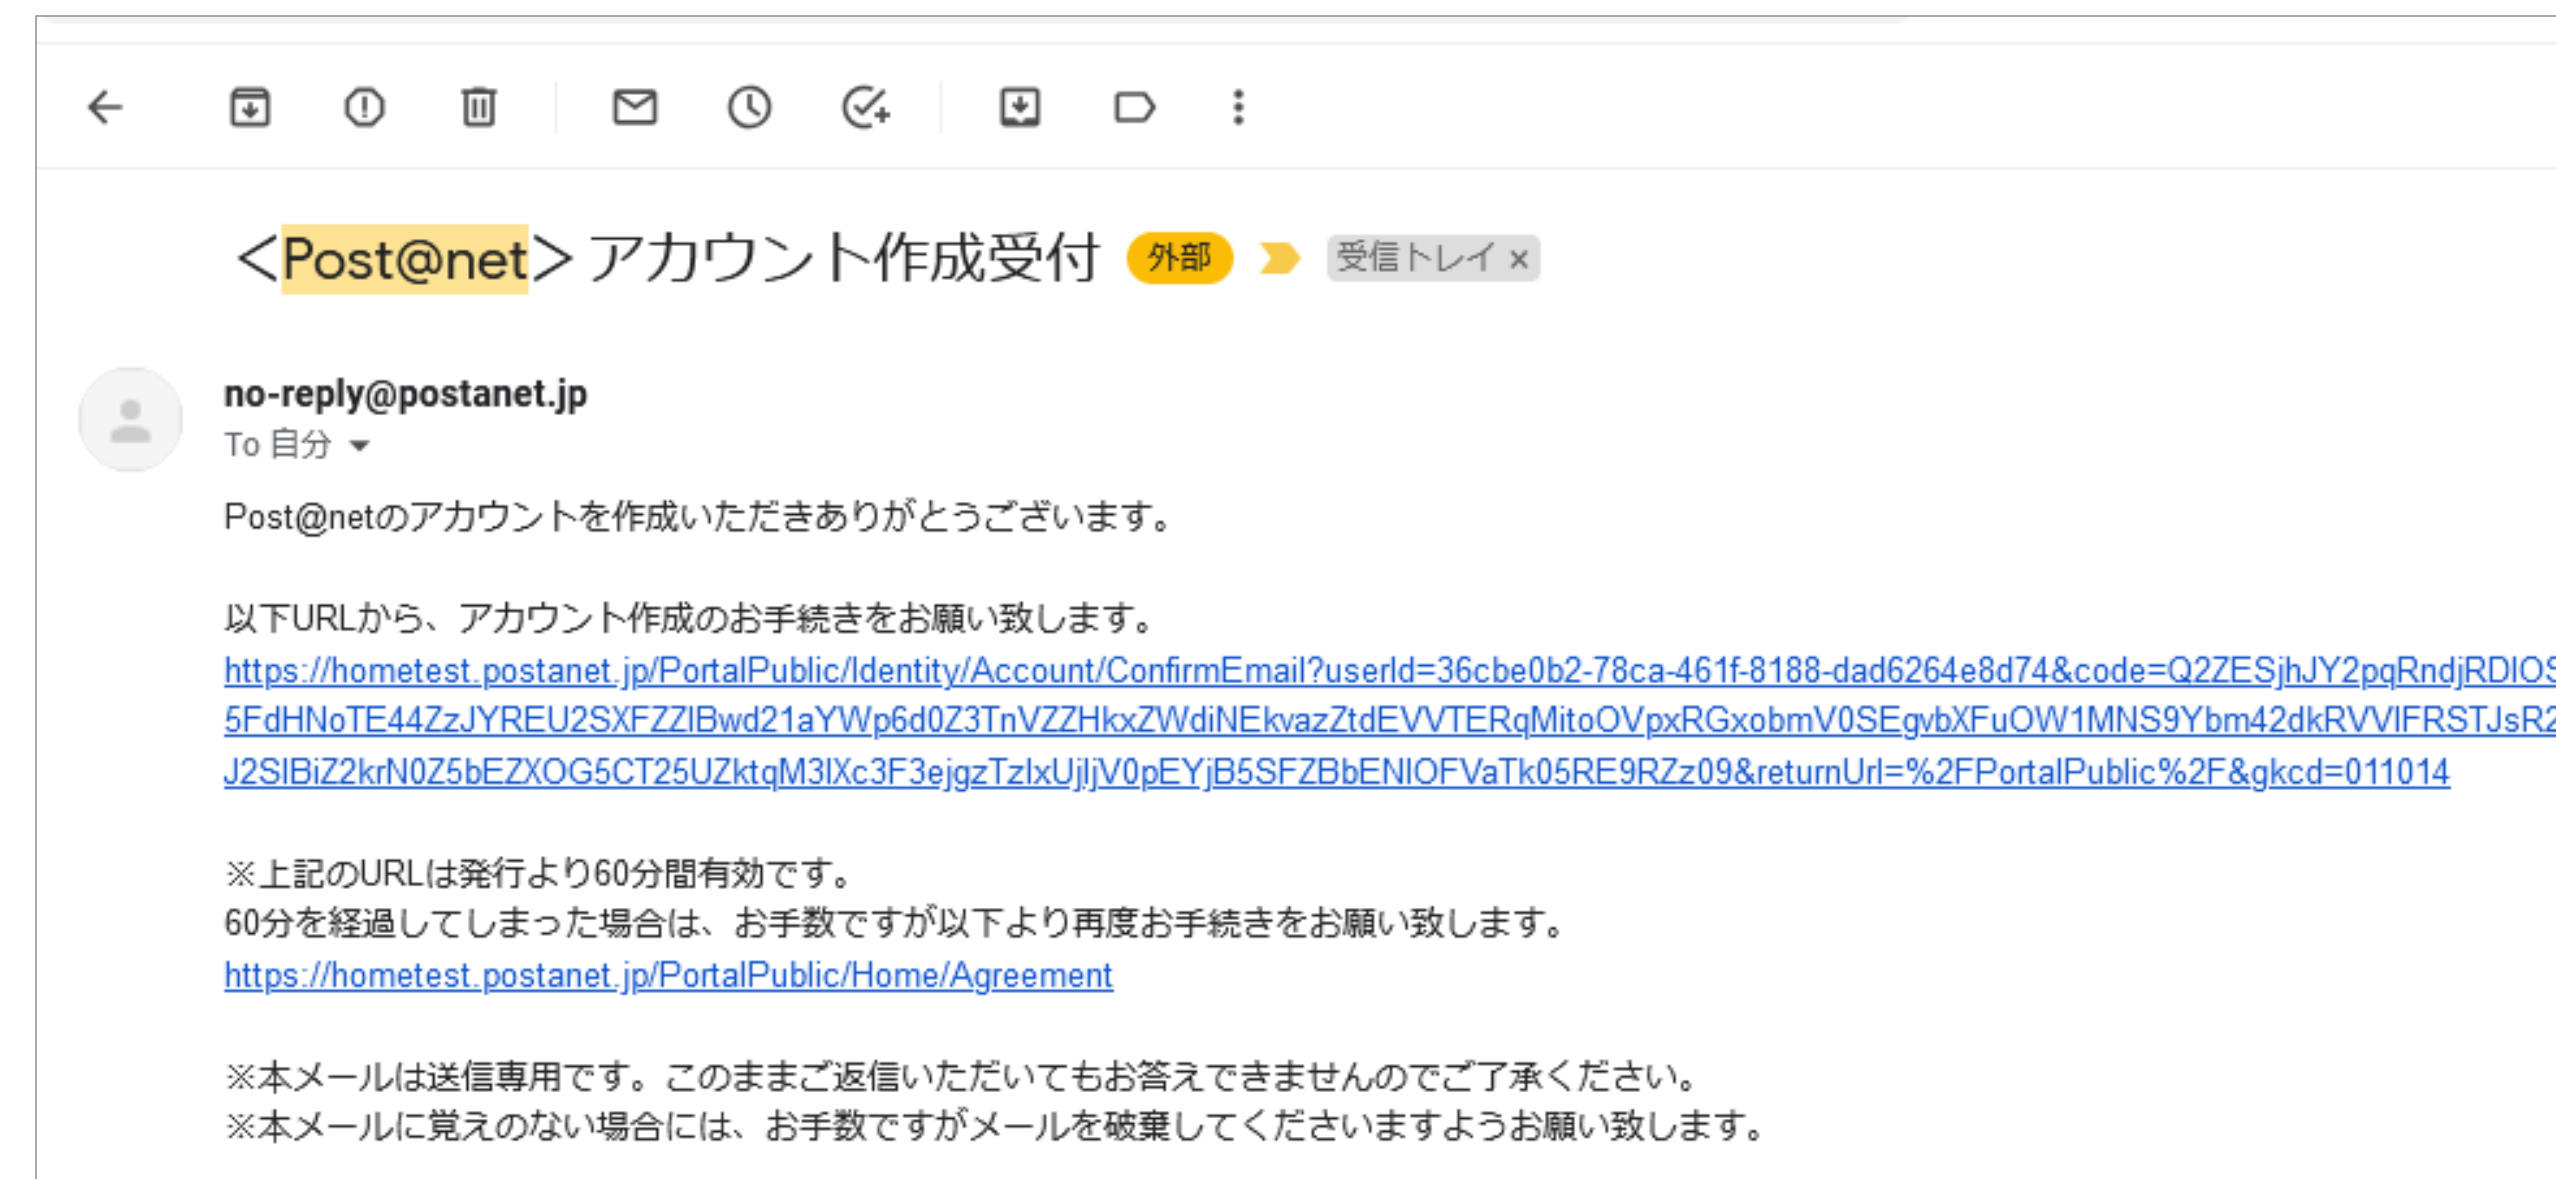 <Post@net> アカウント作成受付 外部 受信トレイ ×
no-reply@postanet.jp
To 自分
Post@netのアカウントを作成いただきありがとうございます。
以下URLから、アカウント作成のお手続きをお願い致します。
https://hometest.postanet.jp/PortalPublic/Identity/Account/ConfirmEmail?userId=36cbe0b2-78ca-461f-8188-dad6264e8d74&code=Q2ZESjhJY2pqRndjRDlOS
5FdHNoTE44ZzJYREU2SXFZZlBwd21aYWp6d0Z3TnVZZHkxZWdiNEkvazZtdEVVTERqMitoOVpxRGxobmV0SEgvbXFuOW1MNS9Ybm42dkRVVlFRSTJsR2
J2SlBiZ2krN0Z5bEZXOG5CT25UZktqM3lXc3F3ejgzTzlxUjljV0pEYjB5SFZBbENlOFVaTk05RE9RZz09&returnUrl=%2FPortalPublic%2F&gkcd=011014
※上記のURLは発行より60分間有効です。
60分を経過してしまった場合は、お手数ですが以下より再度お手続きをお願い致します。
https://hometest.postanet.jp/PortalPublic/Home/Agreement
※本メールは送信専用です。このままご返信いただいてもお答えできませんのでご了承ください。
※本メールに覚えのない場合には、お手数ですがメールを破棄してくださいますようお願い致します。